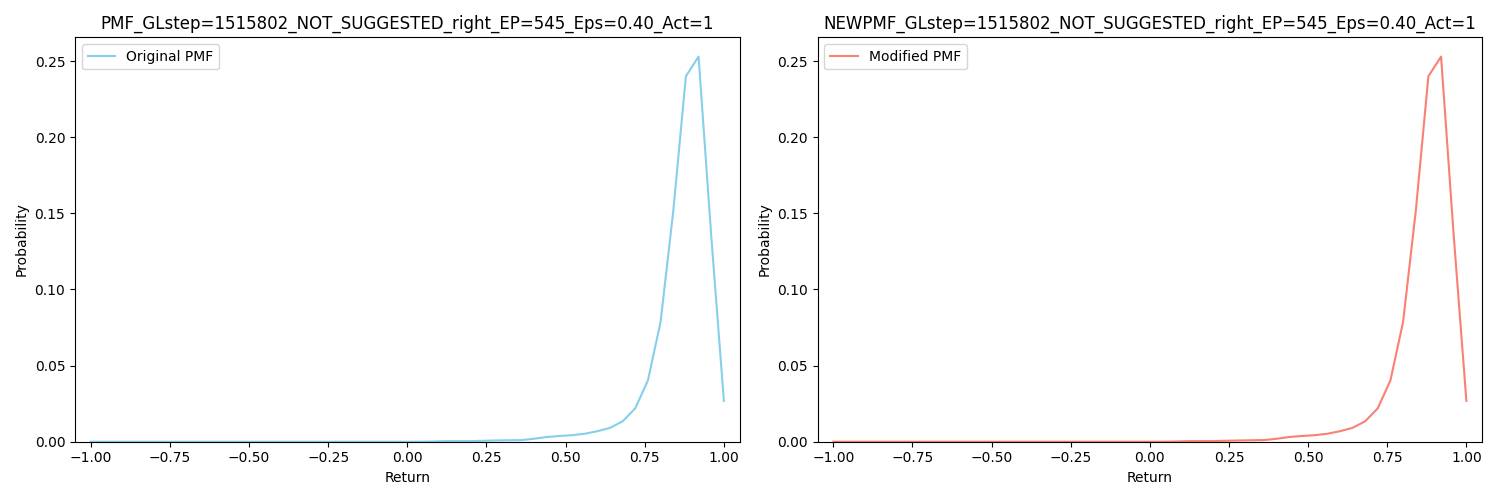 PMF_GLstep=1515802_NOT_SUGGESTED_right_EP=545_Eps=0.40_Act=1
Original PMF
0.25
0.20
0.15
0.10
0.05
0.00
Probability
−1.00 −0.75 −0.50 −0.25 0.00 0.25 0.50 0.75 1.00
Return
NEWPMF_GLstep=1515802_NOT_SUGGESTED_right_EP=545_Eps=0.40_Act=1
Modified PMF
0.25
0.20
0.15
0.10
0.05
0.00
Probability
−1.00 −0.75 −0.50 −0.25 0.00 0.25 0.50 0.75 1.00
Return